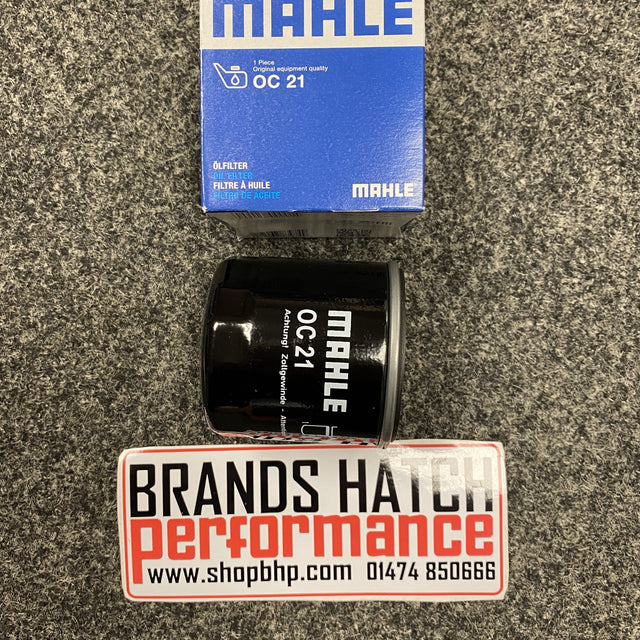 MAHLE
1 Piece
Original equipment quality
OC 21
ÖLFILTER
OIL FILTER
FILTRE À HUILE
FILTRO DE ACEITE
MAHLE
MAHLE
OC 21
Achtung! Zollgewinde -
BRANDS HATCH
performance
www.shopbhp.com 01474 850666